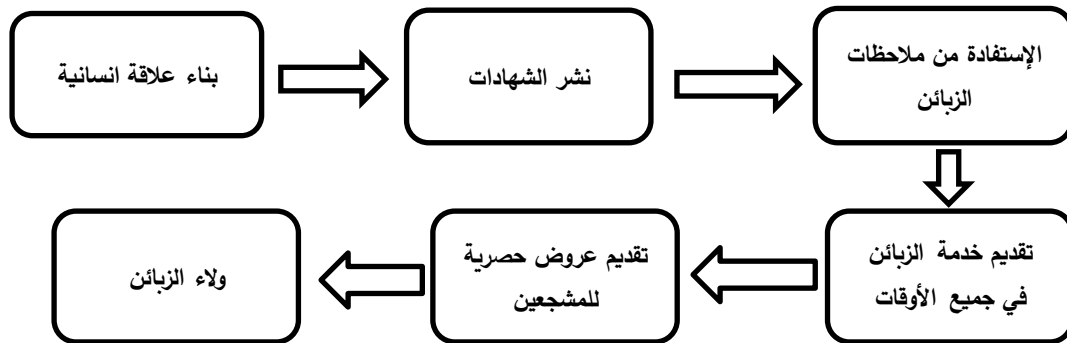 بناء علاقة انسانية
نشر الشهادات
الإستفادة من ملاحظات
الزبائن
تقديم خدمة الزبائن
في جميع الأوقات
تقديم عروض حصرية
للمشجعين
ولاء الزبائن